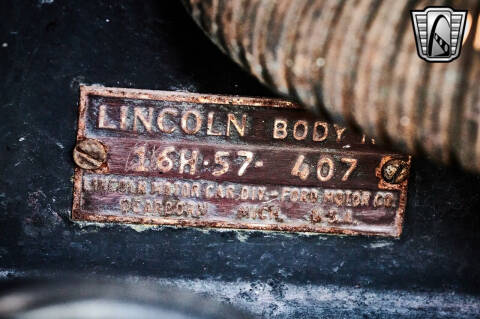 LINCOLN BODY
16H-57- 407
LINCOLN MOTOR CAR DIV.-FORD MOTOR CO.
DEARBORN MICH. U.S.A.